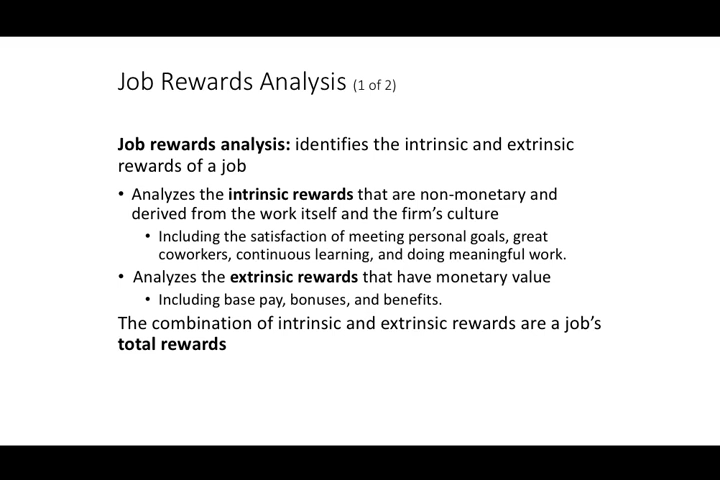 Job Rewards Analysis (1 of 2)
Job rewards analysis: identifies the intrinsic and extrinsic
rewards of a job
• Analyzes the intrinsic rewards that are non-monetary and
derived from the work itself and the firm's culture
• Including the satisfaction of meeting personal goals, great
coworkers, continuous learning, and doing meaningful work.
• Analyzes the extrinsic rewards that have monetary value
• Including base pay, bonuses, and benefits.
The combination of intrinsic and extrinsic rewards are a job's
total rewards